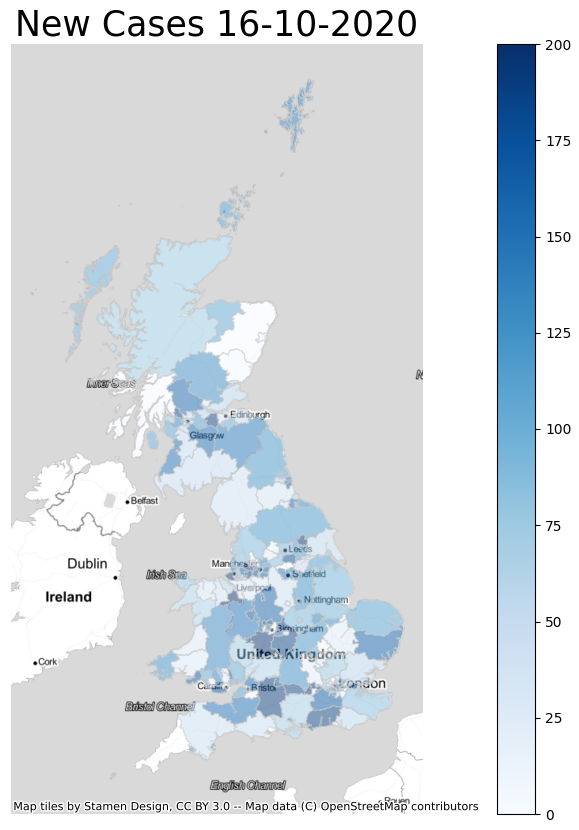 New Cases 16-10-2020
200
175
150
125
100
75
50
25
0
Inner Seas
Edinburgh
Glasgow
Belfast
Dublin
Irish Sea
Ireland
Leeds
Manchester
Sheffield
Liverpool
Nottingham
Birmingham
United Kingdom
Cork
Cardiff
Bristol
London
Bristol Channel
English Channel
Rouen
Map tiles by Stamen Design, CC BY 3.0 -- Map data (C) OpenStreetMap contributors